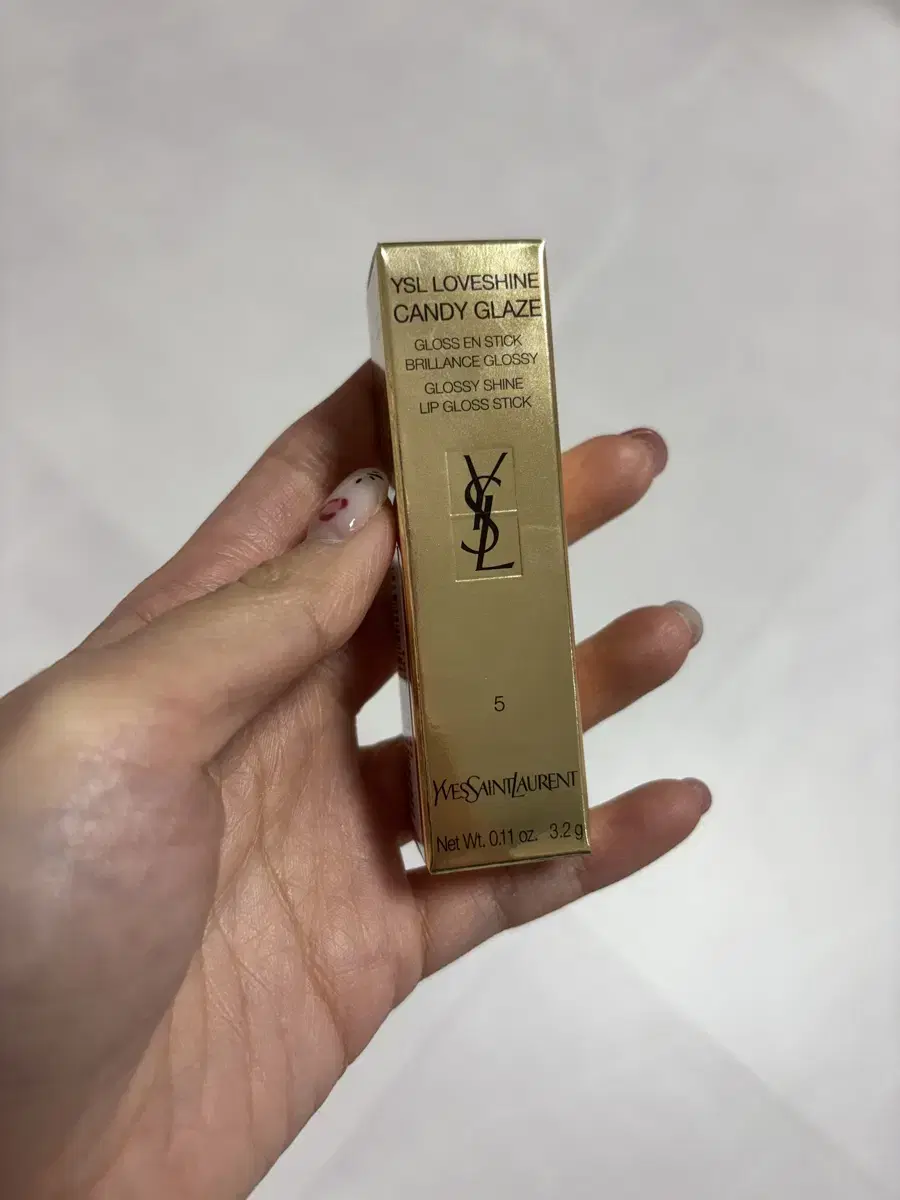 YSL LOVESHINE
CANDY GLAZE
GLOSS EN STICK
BRILLANCE GLOSSY
GLOSSY SHINE
LIP GLOSS STICK
YSL
5
YVESSAINTLAURENT
Net Wt. 0.11 oz. 3.2 g